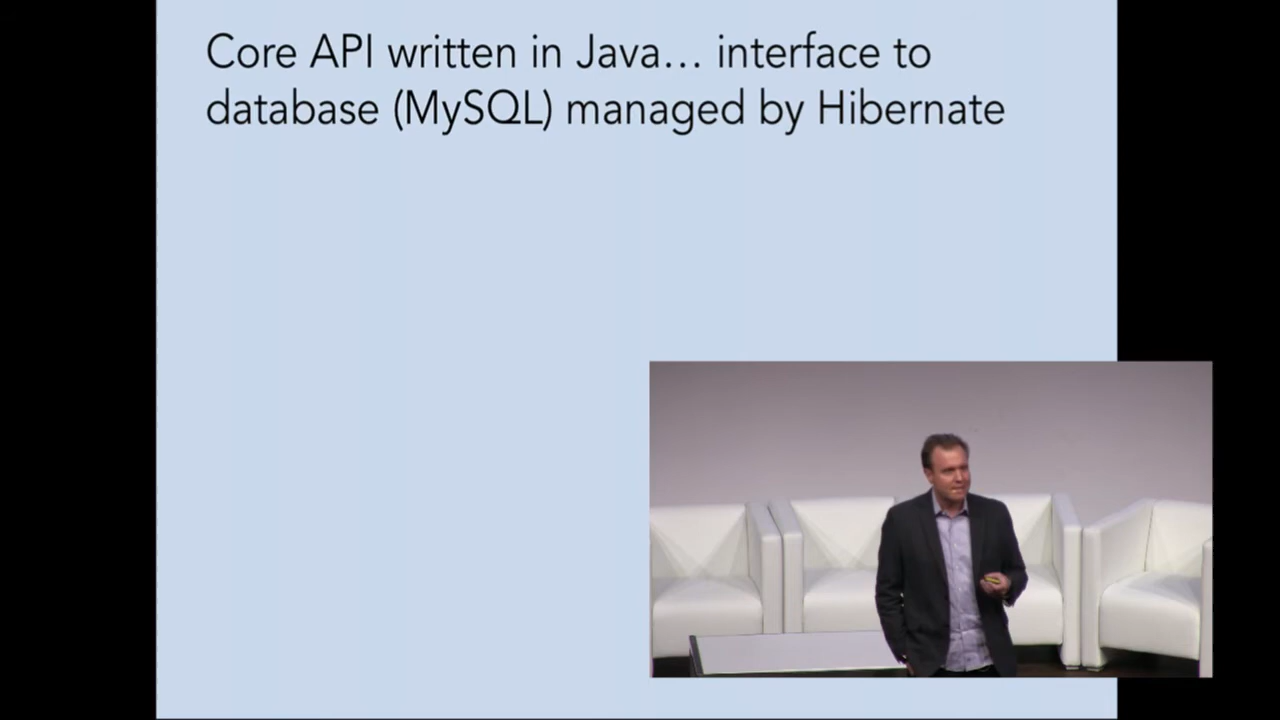 Core API written in Java… interface to
database (MySQL) managed by Hibernate